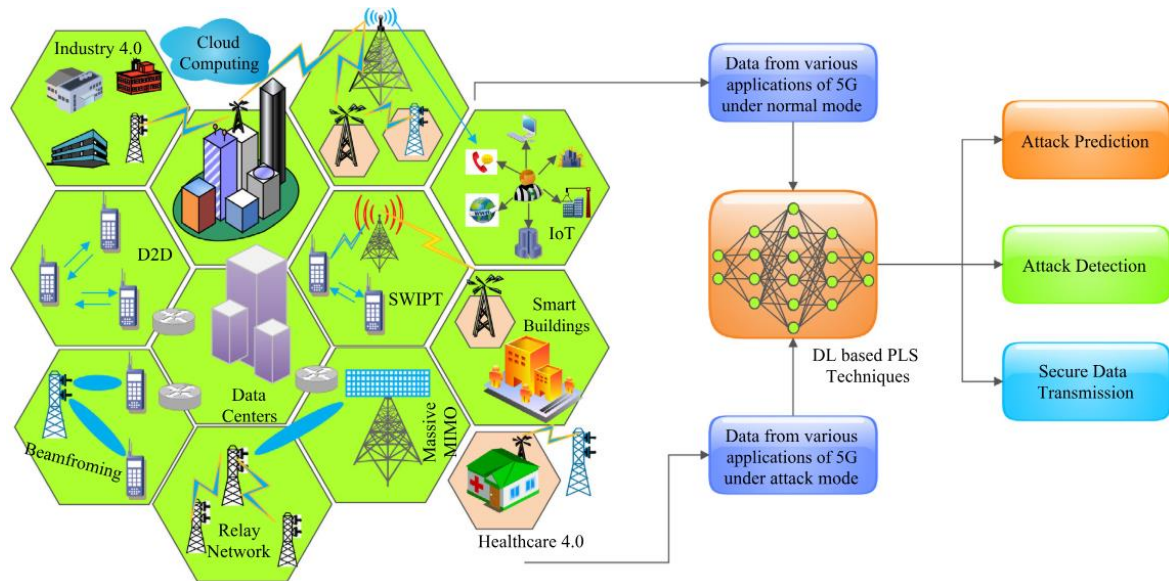 Industry 4.0
Cloud
Computing
IoT
WWW
D2D
SWIPT
Smart
Buildings
Data
Centers
Massive
MIMO
Beamfroming
Relay
Network
Healthcare 4.0
Data from various
applications of 5G
under normal mode
DL based PLS
Techniques
Data from various
applications of 5G
under attack mode
Attack Prediction
Attack Detection
Secure Data
Transmission